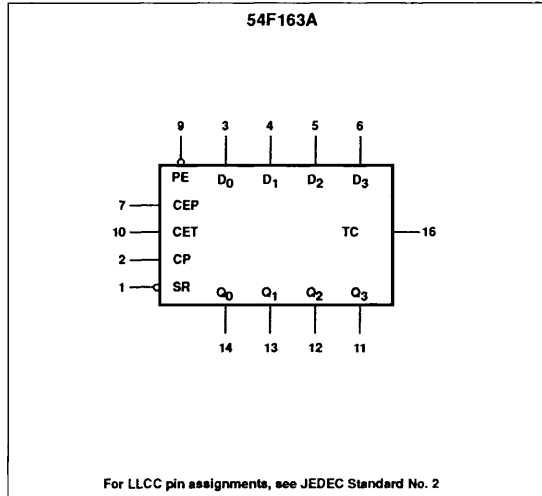 54F163A
9 3 4 5 6
PE D0 D1 D2 D3
7 CEP
10 CET TC 16
2 CP
1 SR Q0 Q1 Q2 Q3
14 13 12 11
For LLCC pin assignments, see JEDEC Standard No. 2